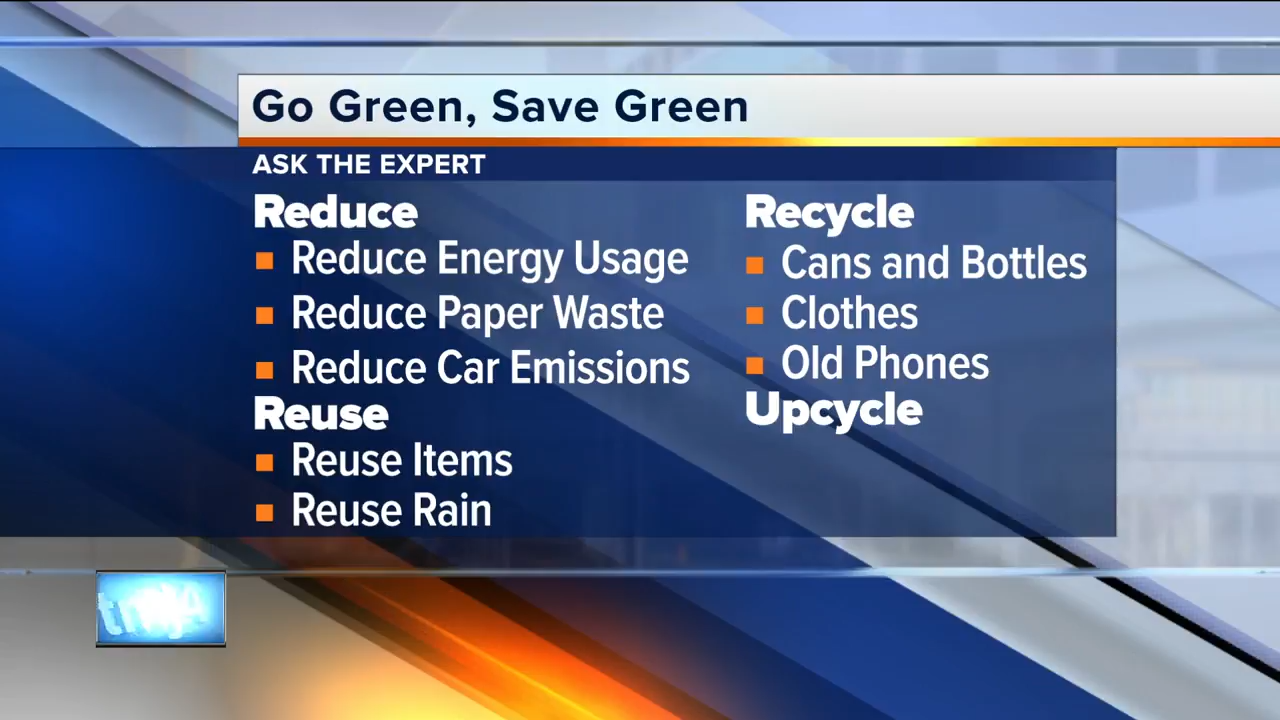 Go Green, Save Green
ASK THE EXPERT
Reduce
Reduce Energy Usage
Reduce Paper Waste
Reduce Car Emissions
Reuse
Reuse Items
Reuse Rain
Recycle
Cans and Bottles
Clothes
Old Phones
Upcycle